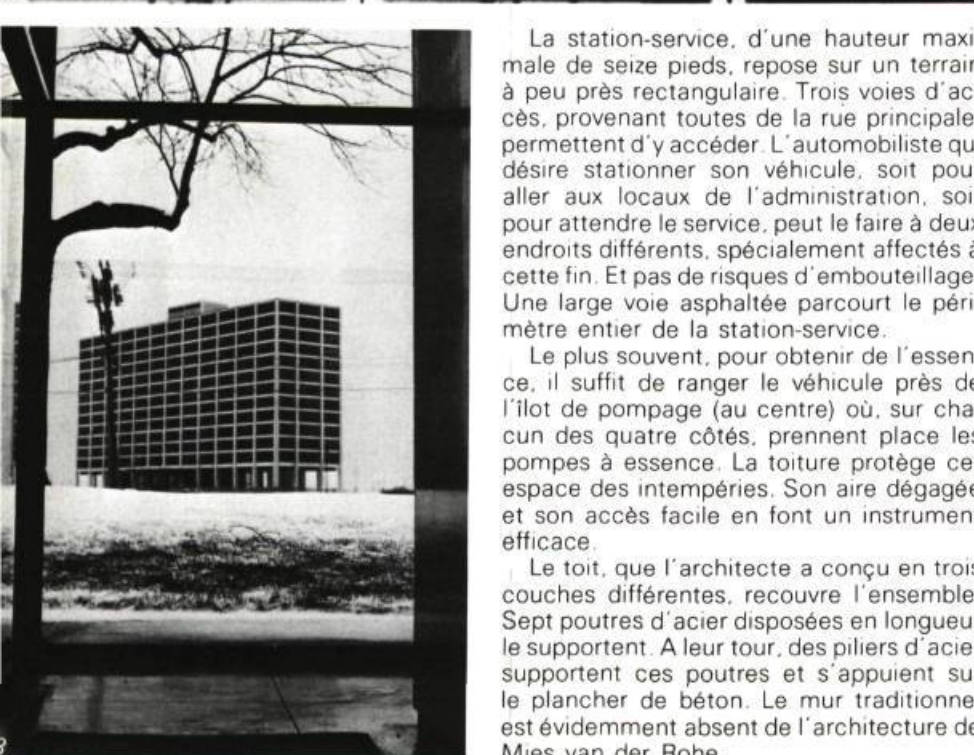 La station-service, d'une hauteur maxi
male de seize pieds, repose sur un terrain
à peu près rectangulaire. Trois voies d'ac
cès, provenant toutes de la rue principale
permettent d'y accéder. L'automobiliste qu
désire stationner son véhicule, soit pou
aller aux locaux de l'administration, soi
pour attendre le service, peut le faire à deux
endroits différents, spécialement affectés à
cette fin. Et pas de risques d'embouteillage
Une large voie asphaltée parcourt le péri
mètre entier de la station-service.
Le plus souvent, pour obtenir de l'essen
ce, il suffit de ranger le véhicule près de
l'îlot de pompage (au centre) où, sur cha
cun des quatre côtés, prennent place les
pompes à essence. La toiture protège ce
espace des intempéries. Son aire dégagée
et son accès facile en font un instrumen
efficace.
Le toit, que l'architecte a conçu en trois
couches différentes, recouvre l'ensemble
Sept poutres d'acier disposées en longueu
le supportent. A leur tour, des piliers d'acie
supportent ces poutres et s'appuient su
le plancher de béton. Le mur traditionne
est évidemment absent de l'architecture de
Mies van der Rohe